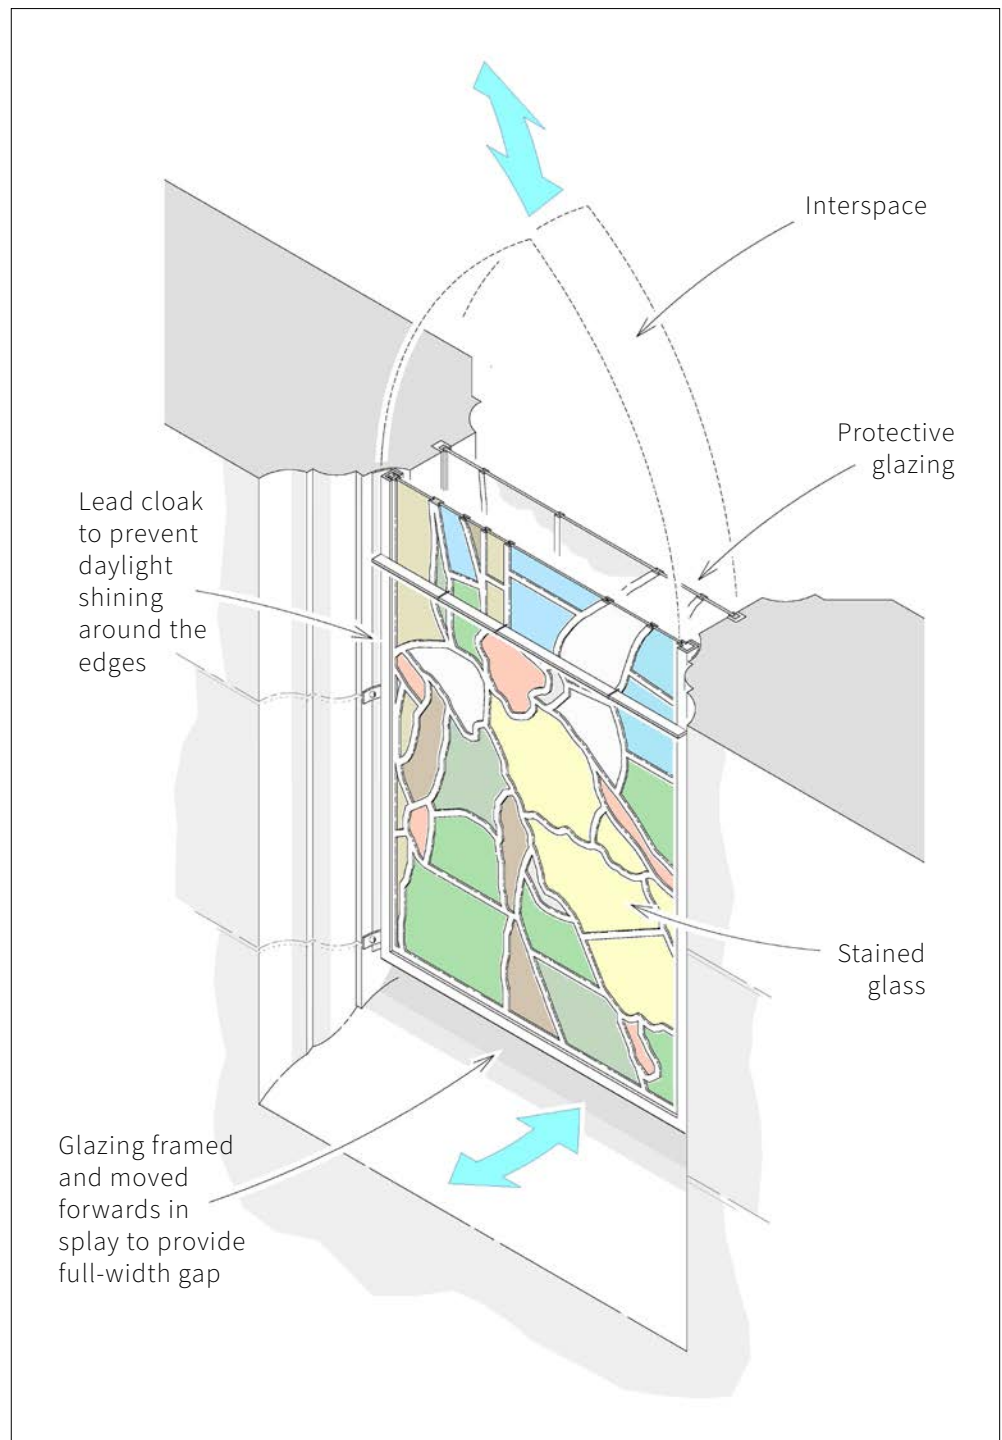 Interspace
Protective
glazing
Lead cloak
to prevent
daylight
shining
around the
edges
Stained
glass
Glazing framed
and moved
forwards in
splay to provide
full-width gap